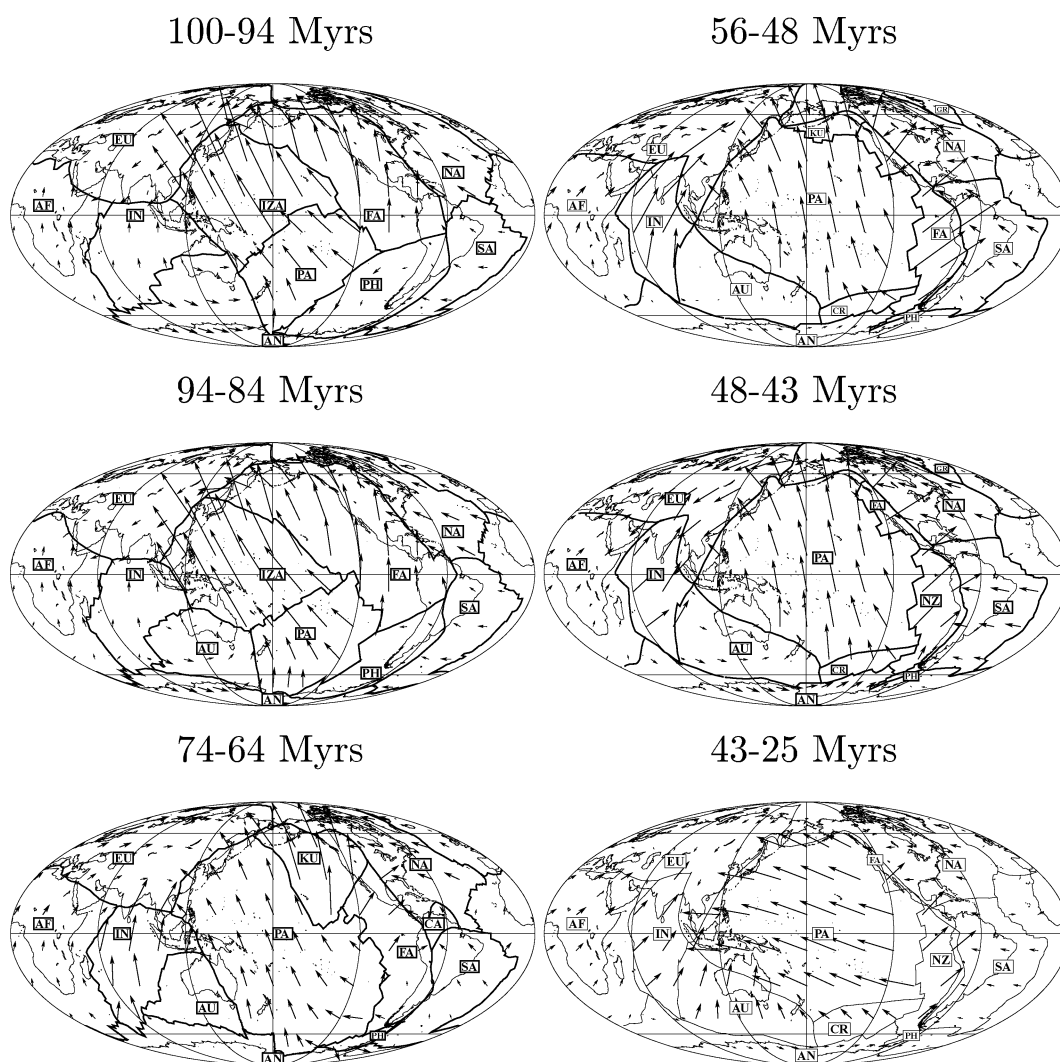 100-94 Myrs
56-48 Myrs
EU
AF
IN
IZA
FA
NA
SA
PA
PH
AN
EU
KU
GR
NA
AF
IN
PA
FA
SA
AU
CR
PH
AN
94-84 Myrs
48-43 Myrs
EU
NA
AF
IN
IZA
FA
SA
PA
AU
PH
AN
GR
EU
FA
NA
AF
IN
PA
NZ
SA
AU
CR
PH
AN
74-64 Myrs
43-25 Myrs
EU
KU
NA
AF
IN
PA
CA
FA
SA
AU
PH
AN
EU
FA
NA
AF
IN
PA
NZ
SA
AU
CR
PH
AN